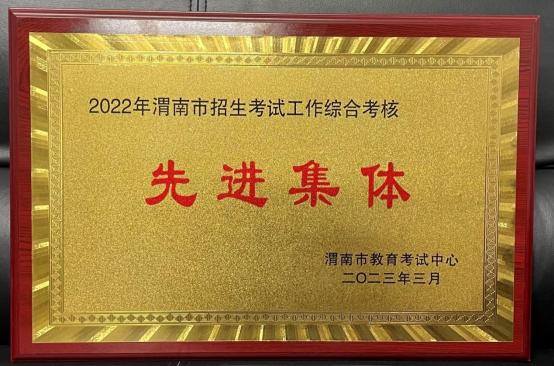 2022年渭南市招生考试工作综合考核
先进集体
渭南市教育考试中心
二〇二三年三月